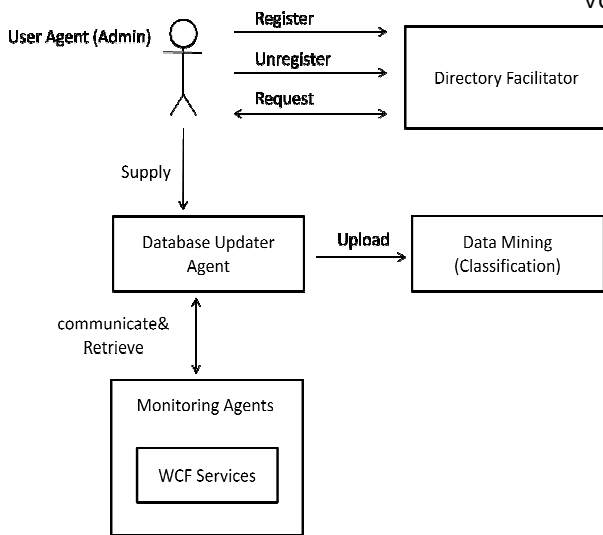 User Agent (Admin)
Register
Unregister
Request
Directory Facilitator
Supply
Database Updater
Agent
Upload
Data Mining
(Classification)
communicate&
Retrieve
Monitoring Agents
WCF Services